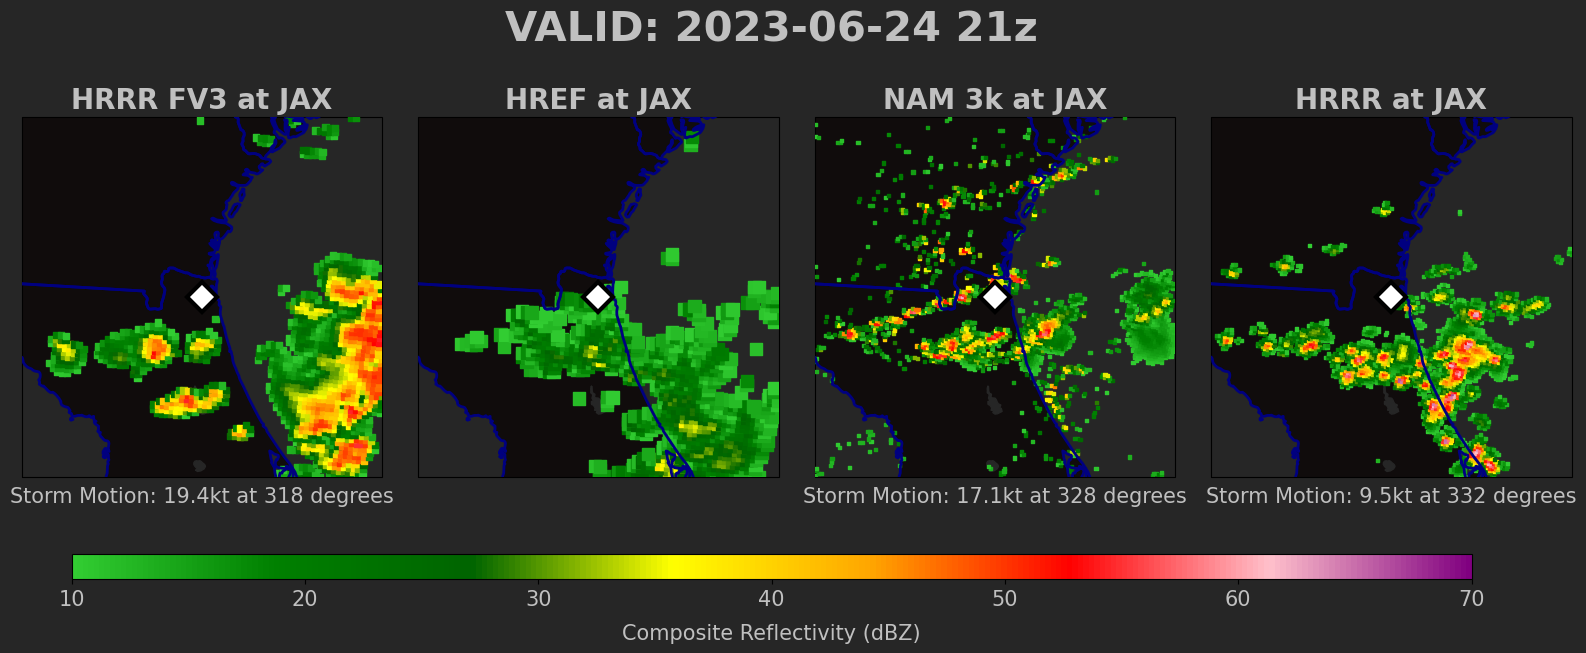 VALID: 2023-06-24 21z
HRRR FV3 at JAX
HREF at JAX
NAM 3k at JAX
HRRR at JAX
Storm Motion: 19.4kt at 318 degrees
Storm Motion: 17.1kt at 328 degrees
Storm Motion: 9.5kt at 332 degrees
10 20 30 40 50 60 70
Composite Reflectivity (dBZ)